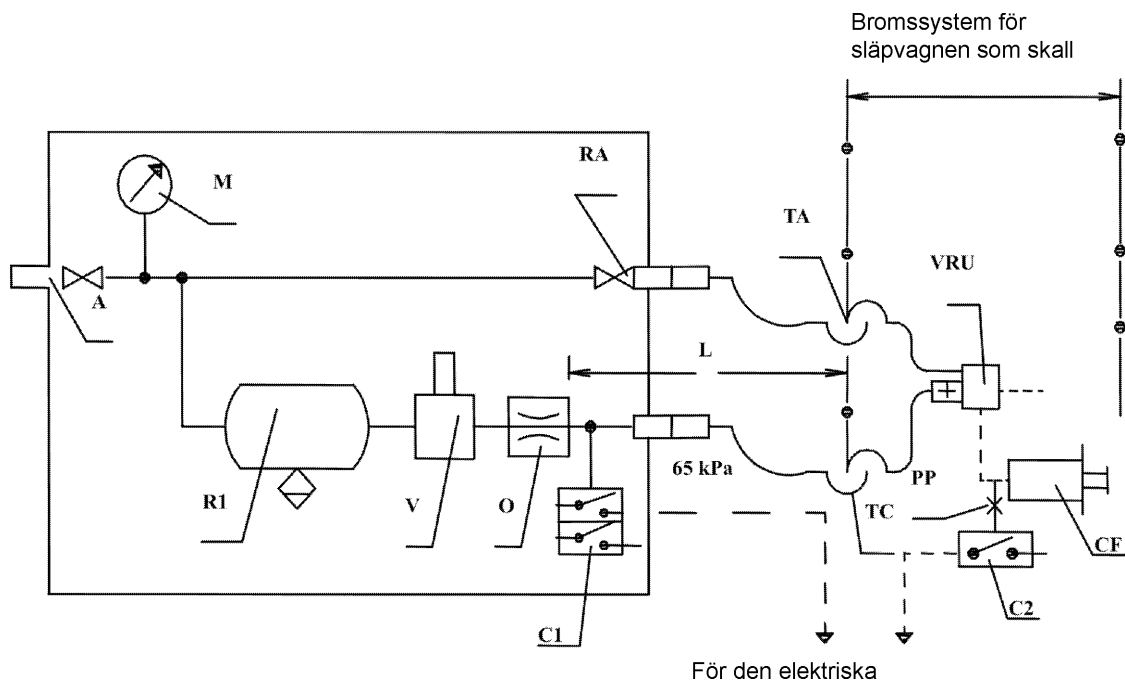 Bromssystem för
släpvagnen som skall
RA
M
TA
VRU
A
L
65 kPa
PP
R1
V
O
TC
CF
C1
C2
För den elektriska